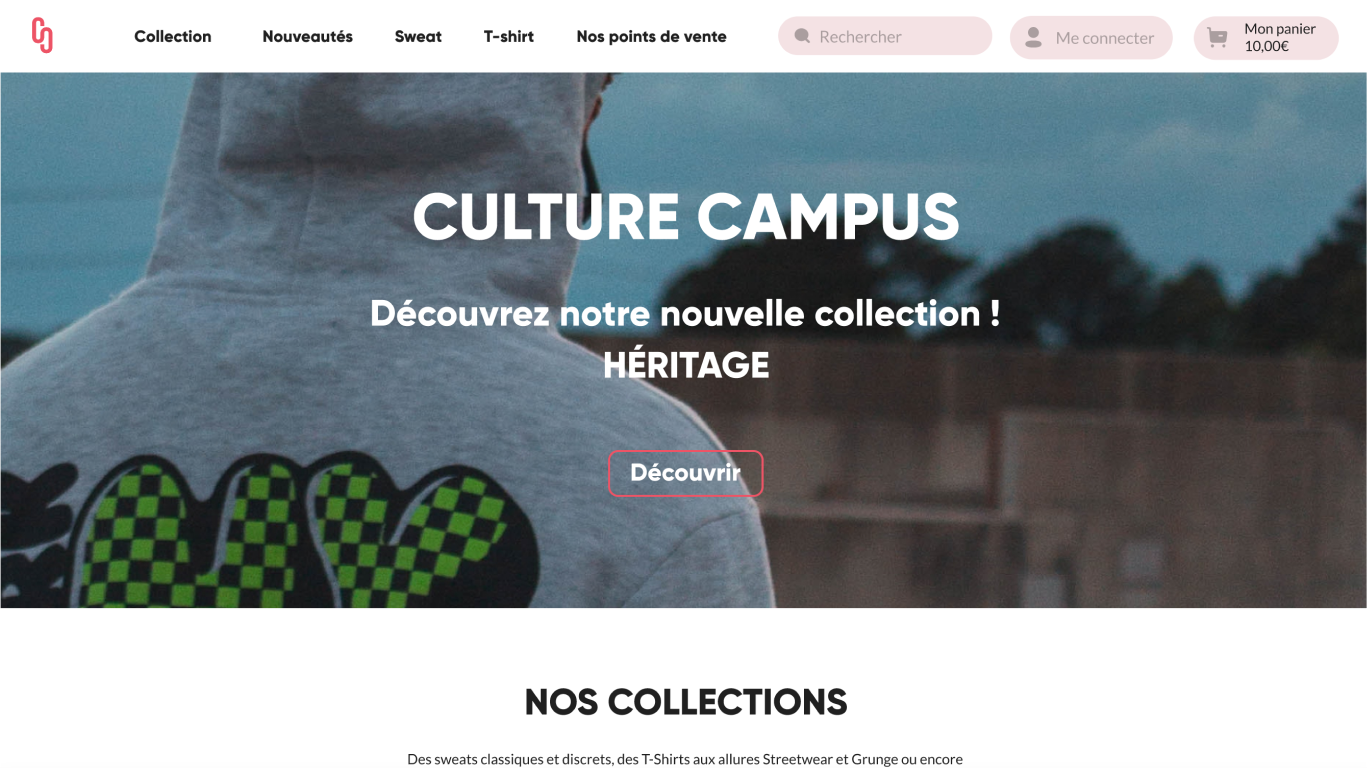 Collection
Nouveautés
Sweat
T-shirt
Nos points de vente
Rechercher
Me connecter
Mon panier
10,00€
CULTURE CAMPUS
Découvrez notre nouvelle collection !
HÉRITAGE
Découvrir
NOS COLLECTIONS
Des sweats classiques et discrets, des T-Shirts aux allures Streetwear et Grunge ou encore